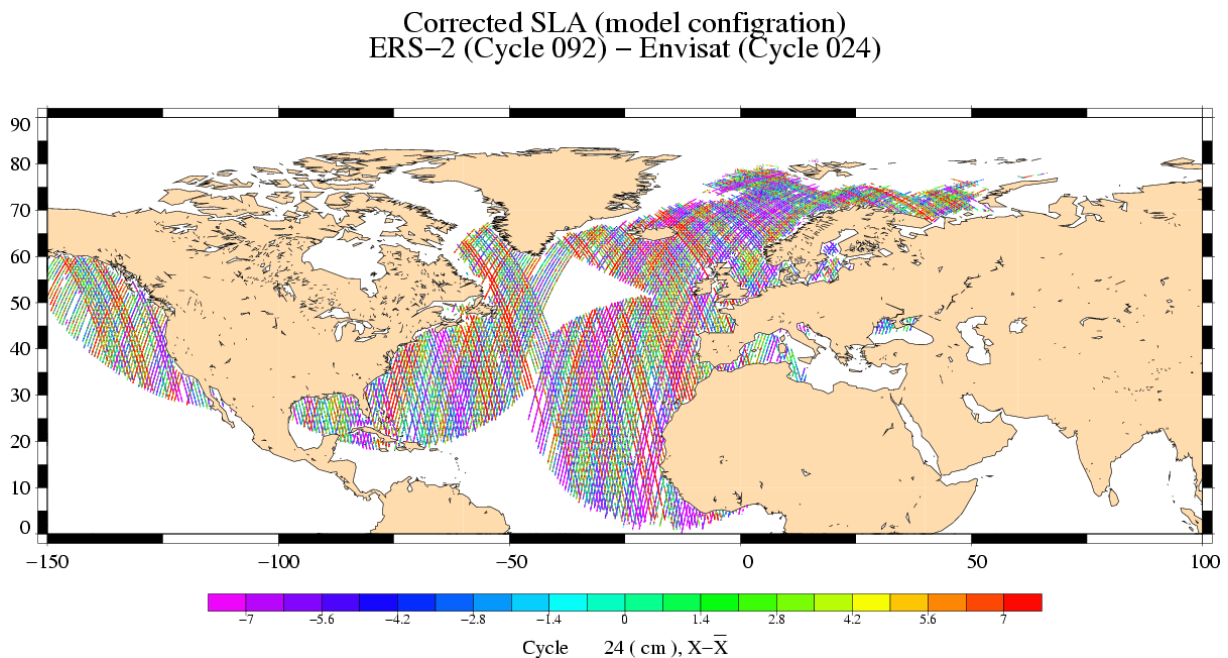 Corrected SLA (model configration)
ERS−2 (Cycle 092) − Envisat (Cycle 024)
90
80
70
60
50
40
30
20
10
0
−150 −100 −50 0 50 100
−7 −5.6 −4.2 −2.8 −1.4 0 1.4 2.8 4.2 5.6 7
Cycle 24 ( cm ), X−X̅